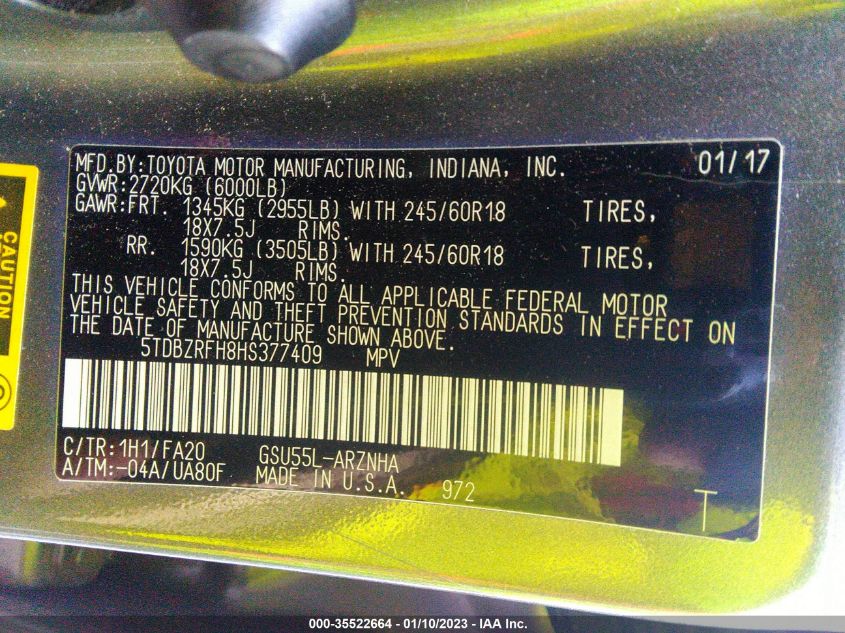 MFD.BY:TOYOTA MOTOR MANUFACTURING, INDIANA, INC. 01/17
GVWR:2720KG (6000LB)
GAWR:FRT. 1345KG (2955LB) WITH 245/60R18 TIRES,
18X7.5J RIMS.
RR. 1590KG (3505LB) WITH 245/60R18 TIRES,
18X7.5J RIMS.
THIS VEHICLE CONFORMS TO ALL APPLICABLE FEDERAL MOTOR
VEHICLE SAFETY AND THEFT PREVENTION STANDARDS IN EFFECT ON
THE DATE OF MANUFACTURE SHOWN ABOVE.
5TDBZRFH8HS377409 MPV
C/TR:1H1/FA20 GSU55L-ARZNHA
A/TM:-04A/UA80F MADE IN U.S.A. 972
T
CAUTION
000-35522664 - 01/10/2023 - IAA Inc.